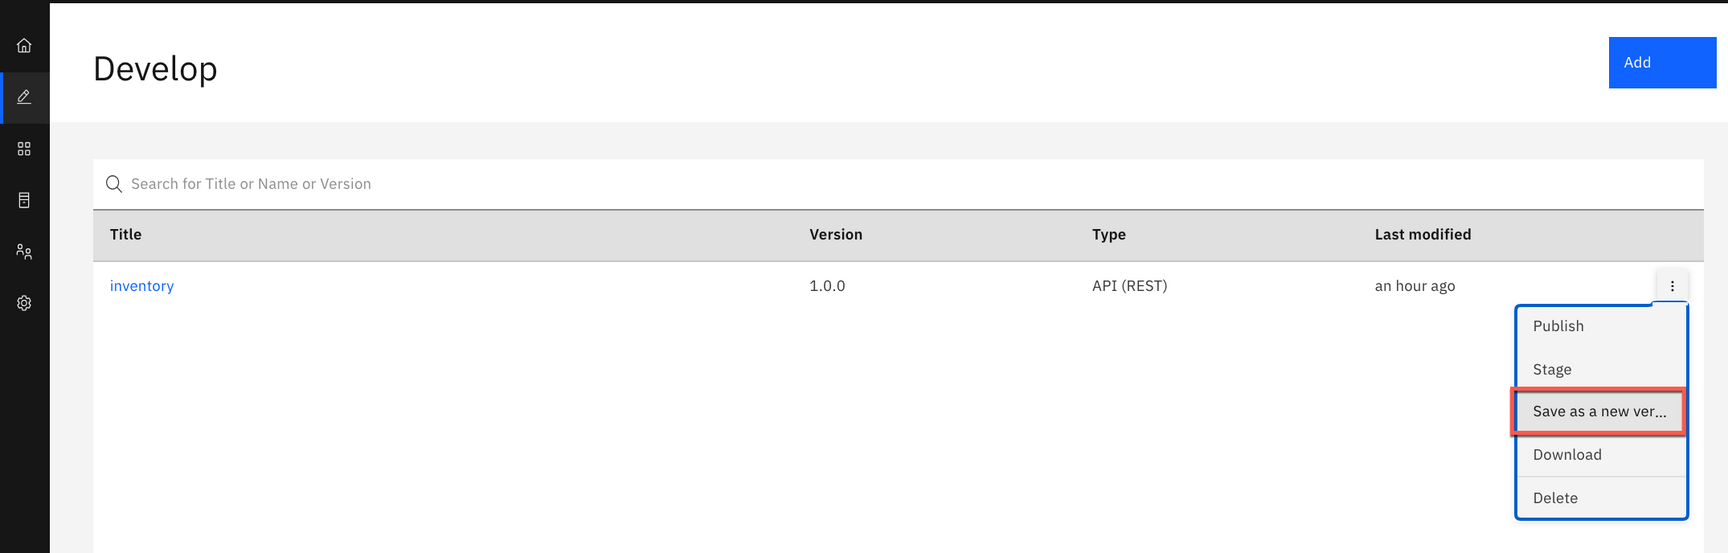 Develop
Add
Search for Title or Name or Version
Title Version Type Last modified
inventory 1.0.0 API (REST) an hour ago
Publish
Stage
Save as a new ver...
Download
Delete